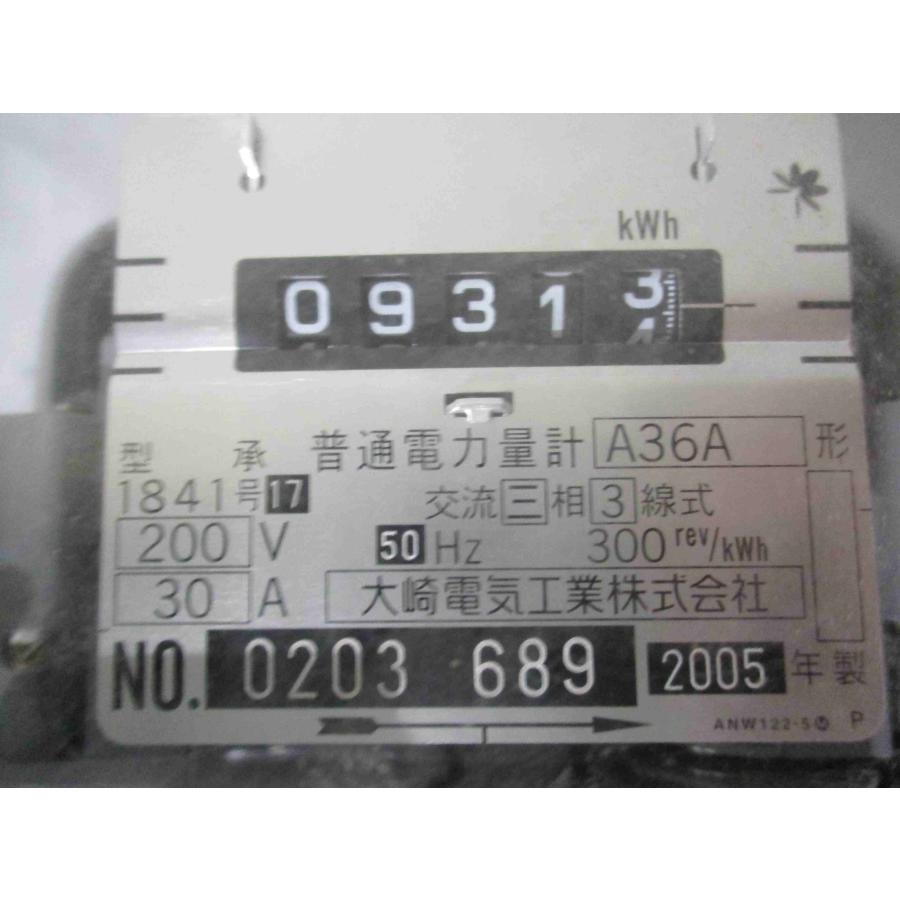 kWh
09313
普通電力量計 A36A 形
型 承
1841号 17 交流 三 相 3 線式
200 V 50 Hz 300 rev/kWh
30 A 大崎電気工業株式会社
NO. 0203 689 2005 年製
ANW122-5 P